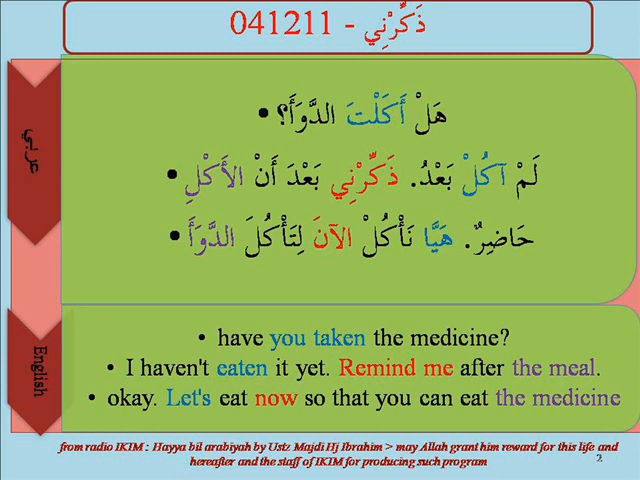 ذَكِّرْنِي - 041211
عربي
هَلْ أَكَلْتَ الدَّوَأَ؟ •
لَمْ آكُلْ بَعْدُ. ذَكِّرْنِي بَعْدَ أَنْ الأَكْلِ •
حَاضِرٌ. هَيَّا نَأْكُلْ الآنَ لِتَأْكُلَ الدَّوَأَ •
English
• have you taken the medicine?
• I haven't eaten it yet. Remind me after the meal.
• okay. Let's eat now so that you can eat the medicine
from radio IKIM : Hayya bil arabiyah by Ustz Majdi Hj Ibrahim > may Allah grant him reward for this life and
hereafter and the staff of IKIM for producing such program
2